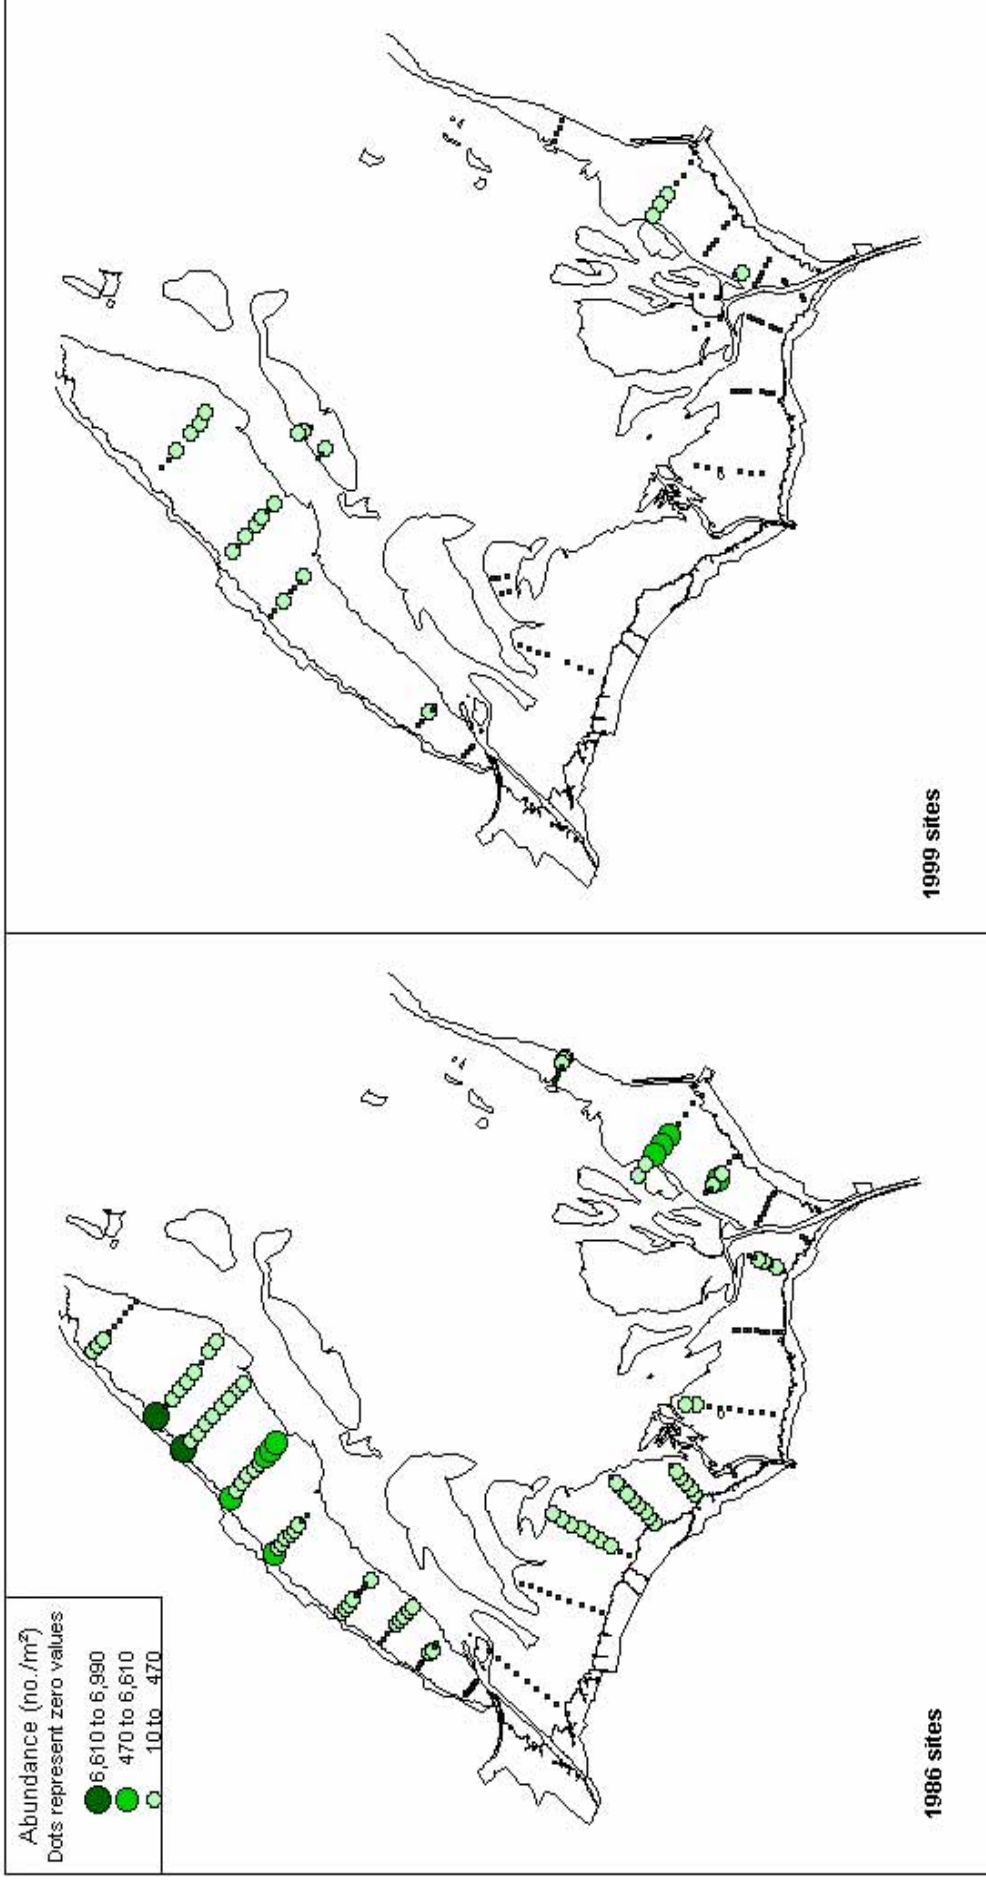 Abundance (no./m²)
Dots represent zero values
6,610 to 6,990
470 to 6,610
10 to 470
1986 sites
1999 sites